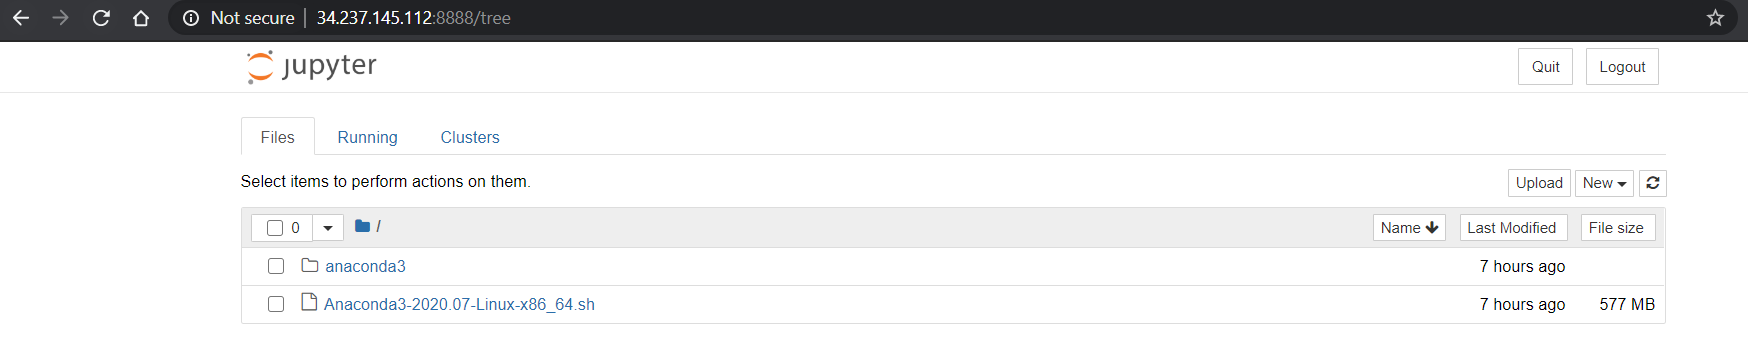 Not secure 34.237.145.112:8888/tree
jupyter Quit Logout
Files Running Clusters
Select items to perform actions on them. Upload New
0 / Name Last Modified File size
anaconda3 7 hours ago
Anaconda3-2020.07-Linux-x86_64.sh 7 hours ago 577 MB